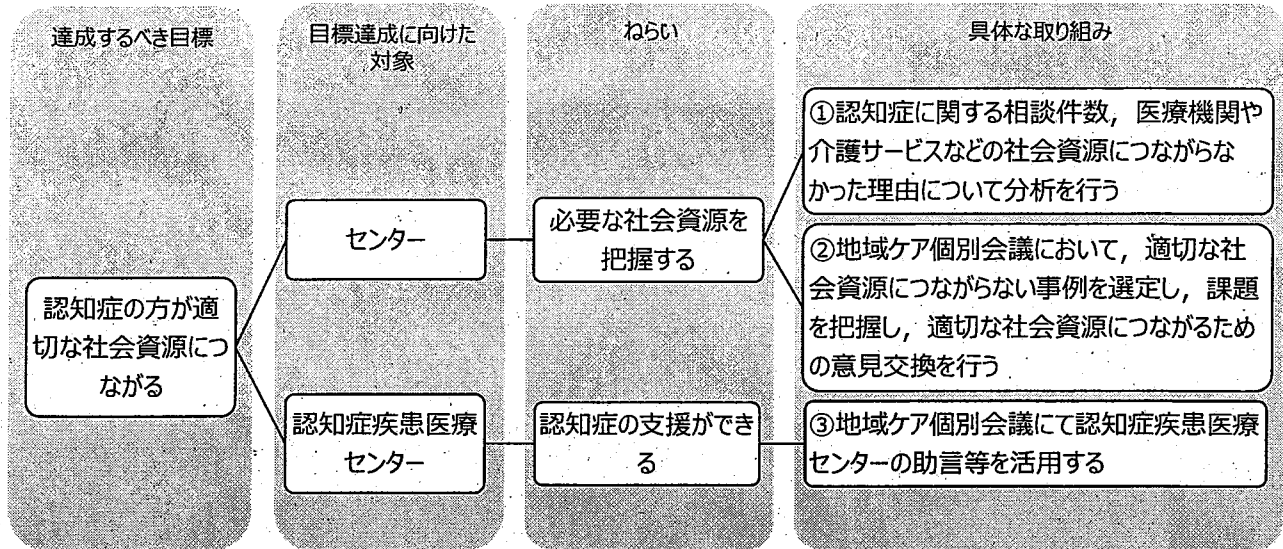 達成するべき目標
目標達成に向けた
対象
ねらい
具体な取り組み
認知症の方が適
切な社会資源につ
ながる
センター
認知症疾患医療
センター
必要な社会資源を
把握する
認知症の支援ができ
る
①認知症に関する相談件数，医療機関や
介護サービスなどの社会資源につながらな
かった理由について分析を行う
②地域ケア個別会議において，適切な社
会資源につながらない事例を選定し，課題
を把握し，適切な社会資源につながるため
の意見交換を行う
③地域ケア個別会議にて認知症疾患医療
センターの助言等を活用する